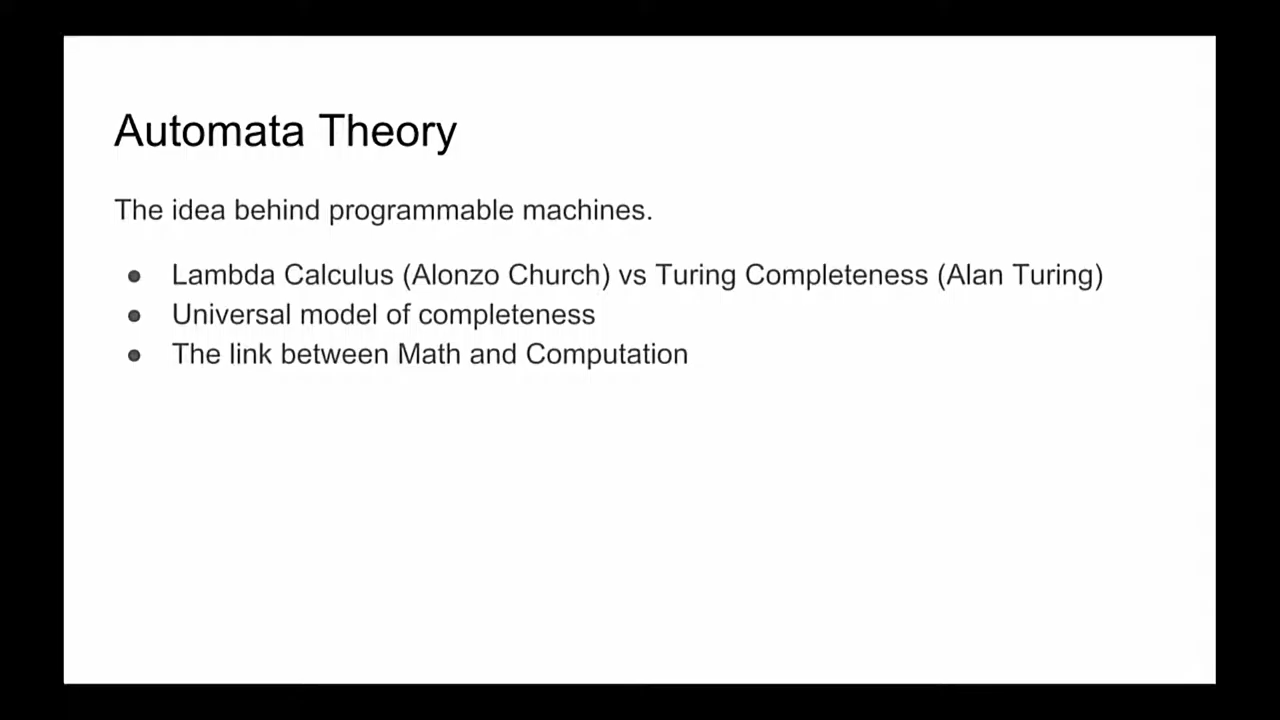 Automata Theory
The idea behind programmable machines.
● Lambda Calculus (Alonzo Church) vs Turing Completeness (Alan Turing)
● Universal model of completeness
● The link between Math and Computation